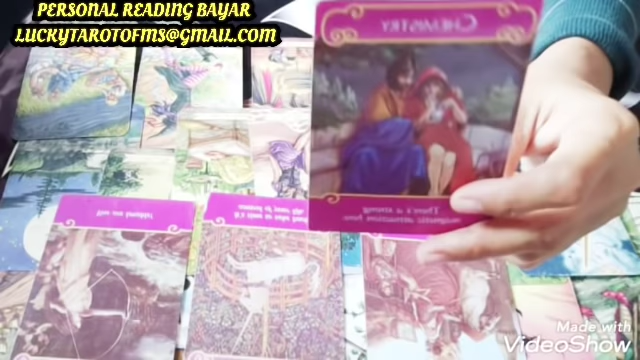 PERSONAL READING BAYAR
LUCKYTAROTOFMS@GMAIL.COM
CHEMISTRY
There's a strong
magnetic attraction here.
Made with
VideoShow